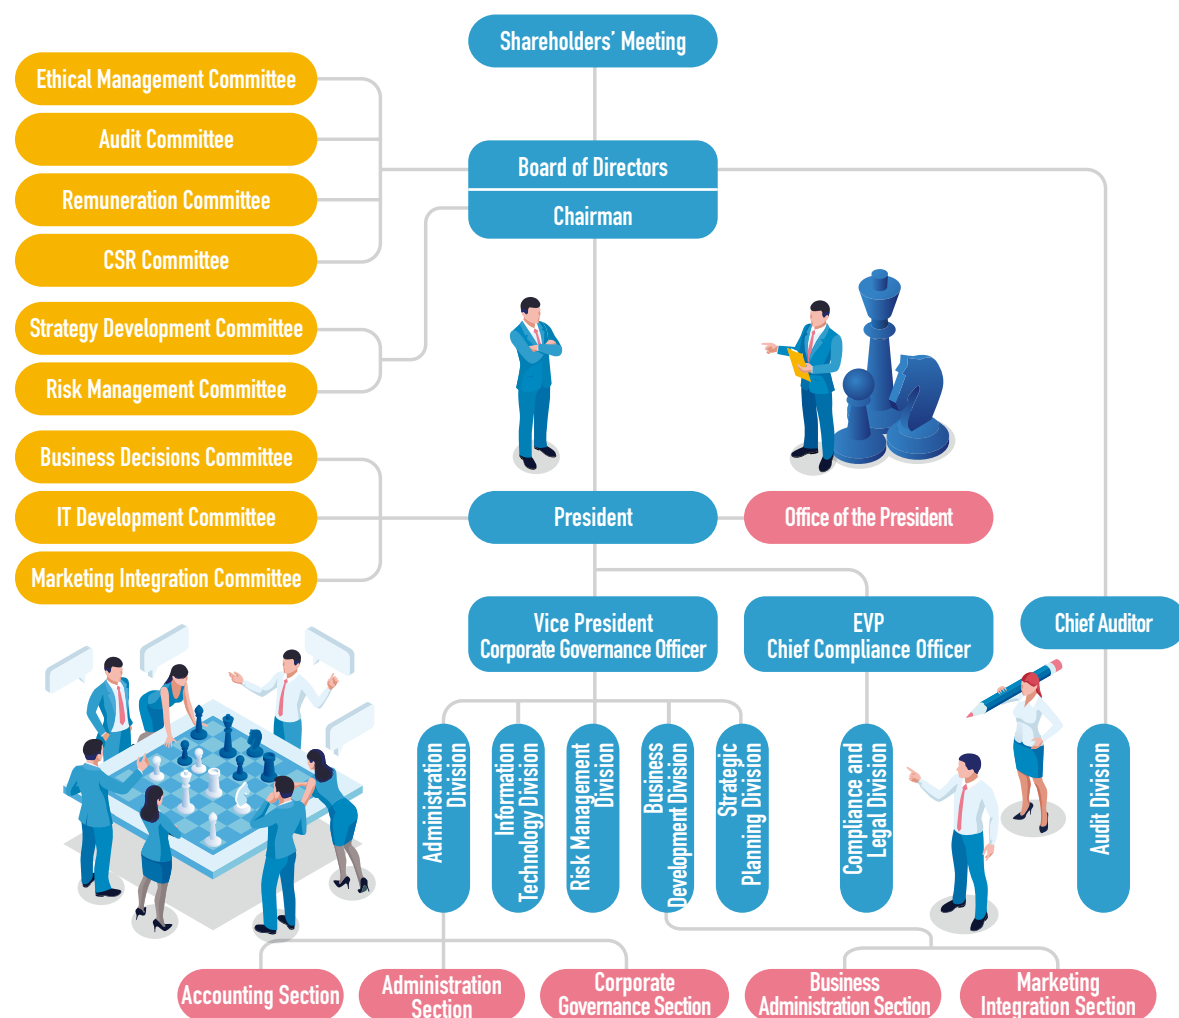 Shareholders’ Meeting
Ethical Management Committee
Audit Committee
Remuneration Committee
CSR Committee
Strategy Development Committee
Risk Management Committee
Business Decisions Committee
IT Development Committee
Marketing Integration Committee
Board of Directors
Chairman
President
Office of the President
Vice President
Corporate Governance Officer
EVP
Chief Compliance Officer
Chief Auditor
Administration
Division
Information
Technology Division
Risk Management
Division
Business
Development Division
Strategic
Planning Division
Compliance and
Legal Division
Audit Division
Accounting Section
Administration
Section
Corporate
Governance Section
Business
Administration Section
Marketing
Integration Section